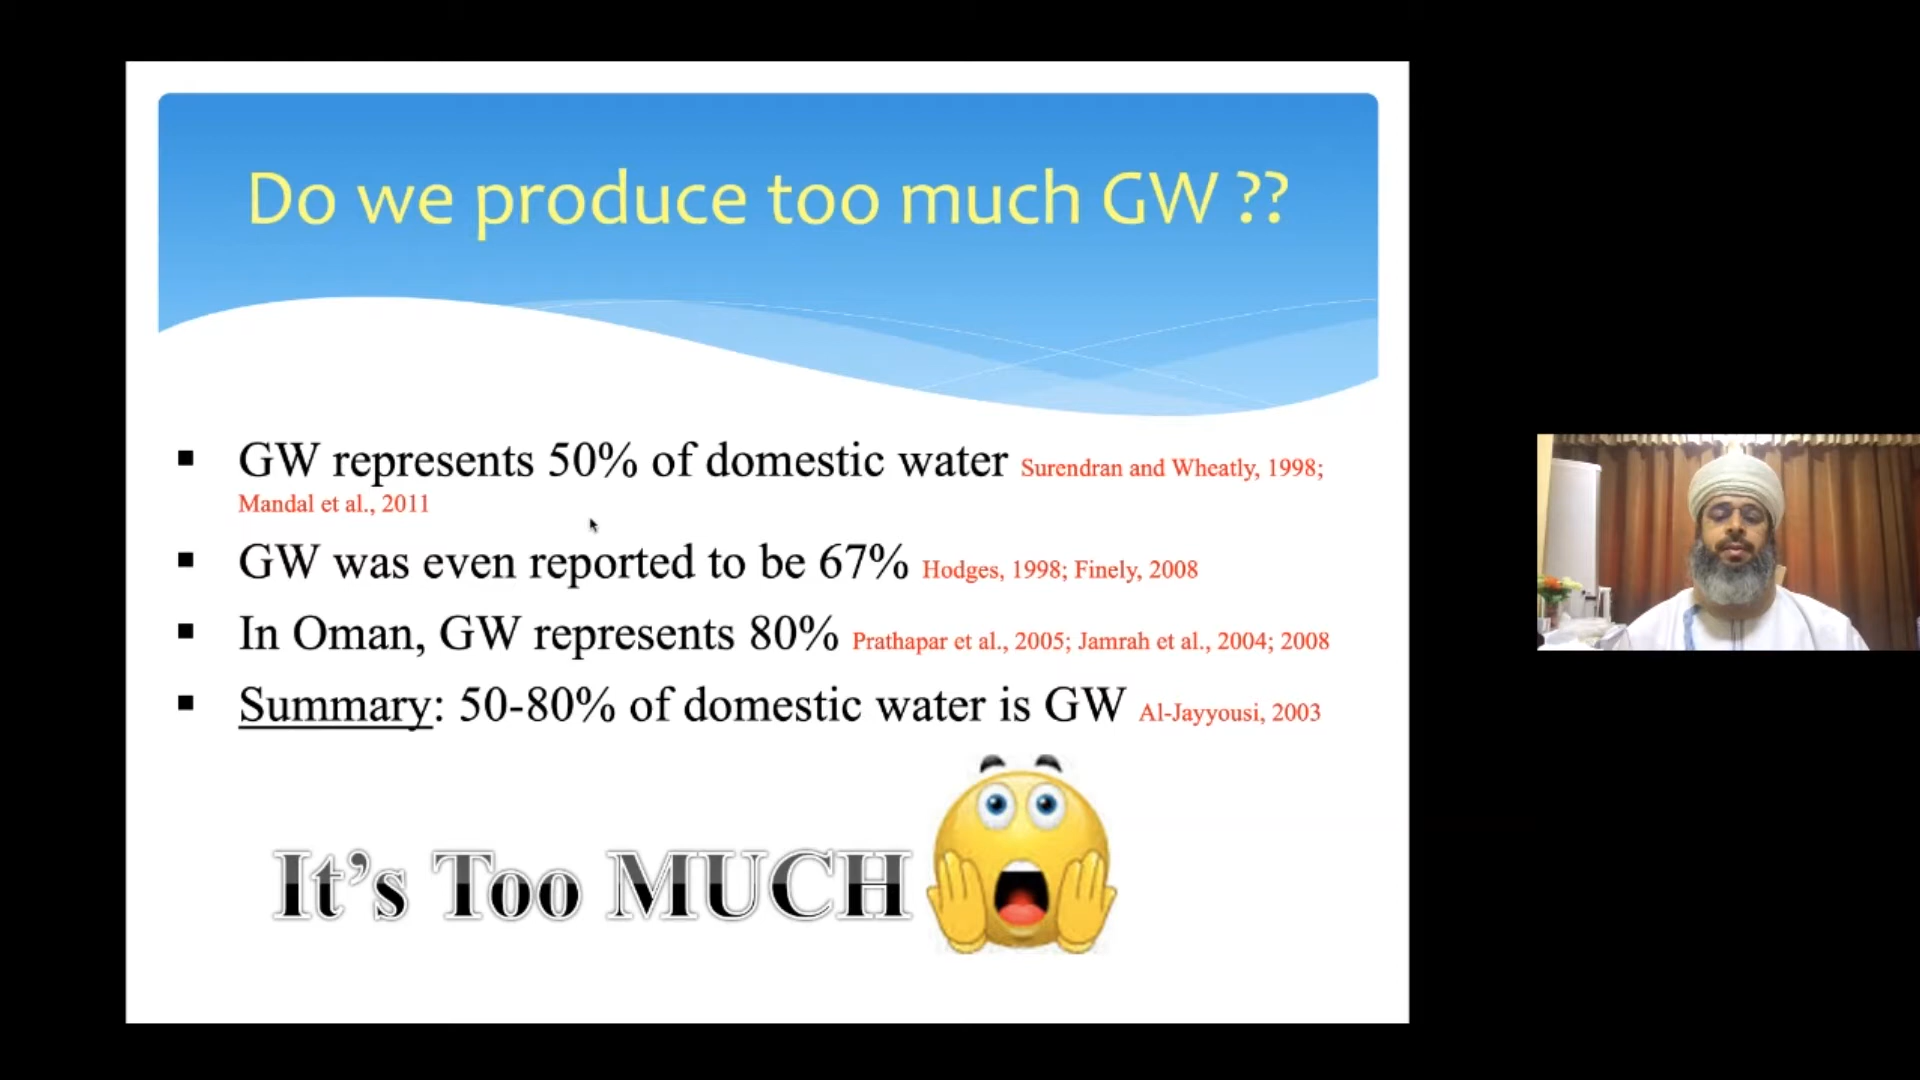 Do we produce too much GW ??
▪ GW represents 50% of domestic water Surendran and Wheatly, 1998;
Mandal et al., 2011
▪ GW was even reported to be 67% Hodges, 1998; Finely, 2008
▪ In Oman, GW represents 80% Prathapar et al., 2005; Jamrah et al., 2004; 2008
▪ Summary: 50-80% of domestic water is GW Al-Jayyousi, 2003
It's Too MUCH